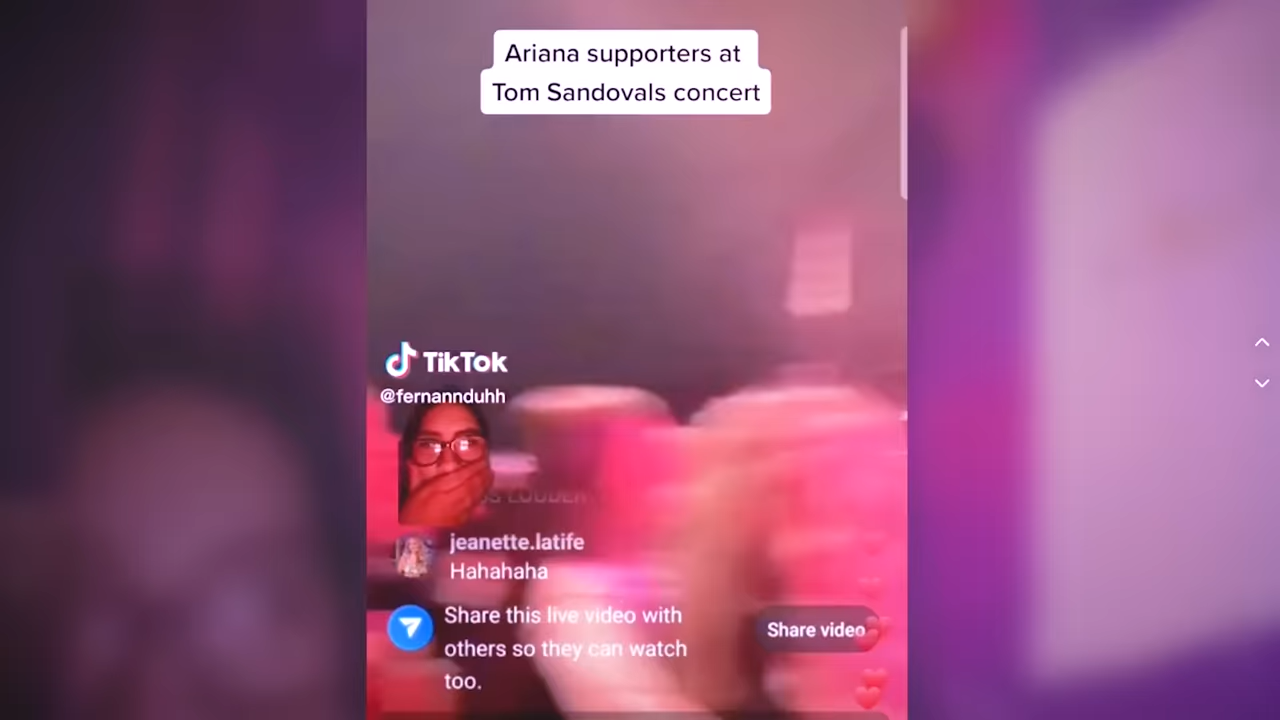 Ariana supporters at
Tom Sandovals concert
TikTok
@fernannduhh
LOUDER
jeanette.latife
Hahahaha
Share this live video with
others so they can watch
too.
Share video